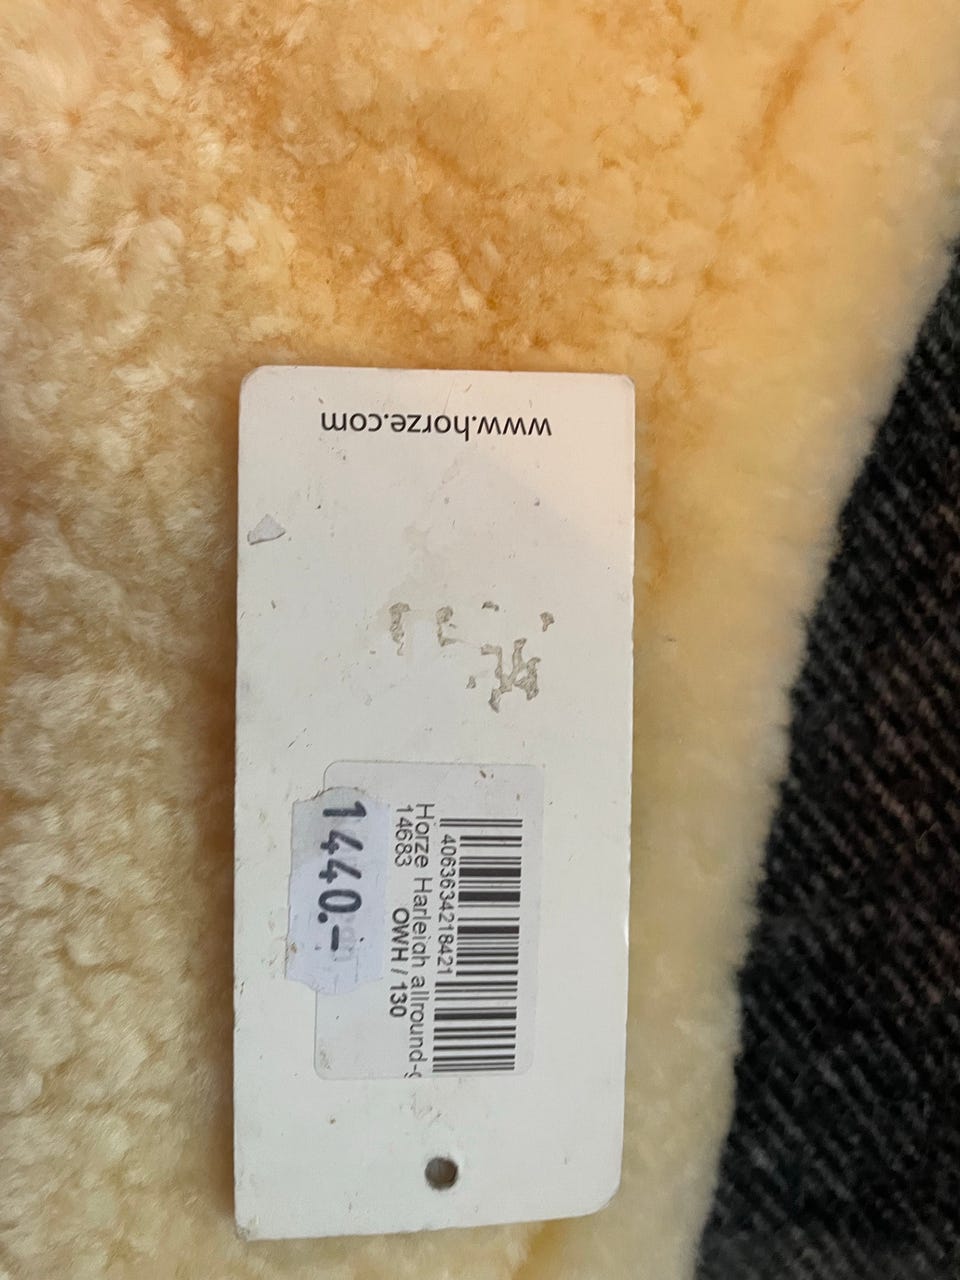 www.horze.com
4063634218421
Horze Harleigh allround-
14683 OWH / 130
1440.-